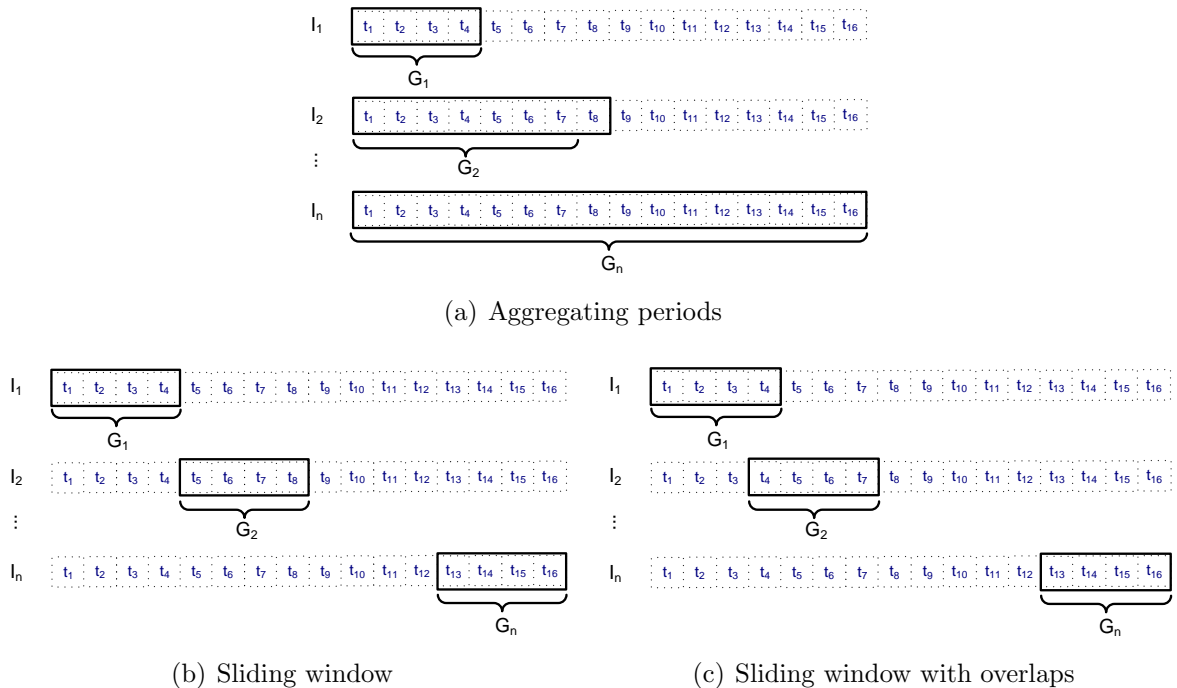 I1 t1 t2 t3 t4 t5 t6 t7 t8 t9 t10 t11 t12 t13 t14 t15 t16
G1
I2 t1 t2 t3 t4 t5 t6 t7 t8 t9 t10 t11 t12 t13 t14 t15 t16
G2
⋮
In t1 t2 t3 t4 t5 t6 t7 t8 t9 t10 t11 t12 t13 t14 t15 t16
Gn
(a) Aggregating periods
I1 t1 t2 t3 t4 t5 t6 t7 t8 t9 t10 t11 t12 t13 t14 t15 t16
G1
I2 t1 t2 t3 t4 t5 t6 t7 t8 t9 t10 t11 t12 t13 t14 t15 t16
G2
⋮
In t1 t2 t3 t4 t5 t6 t7 t8 t9 t10 t11 t12 t13 t14 t15 t16
Gn
(b) Sliding window
I1 t1 t2 t3 t4 t5 t6 t7 t8 t9 t10 t11 t12 t13 t14 t15 t16
G1
I2 t1 t2 t3 t4 t5 t6 t7 t8 t9 t10 t11 t12 t13 t14 t15 t16
G2
⋮
In t1 t2 t3 t4 t5 t6 t7 t8 t9 t10 t11 t12 t13 t14 t15 t16
Gn
(c) Sliding window with overlaps